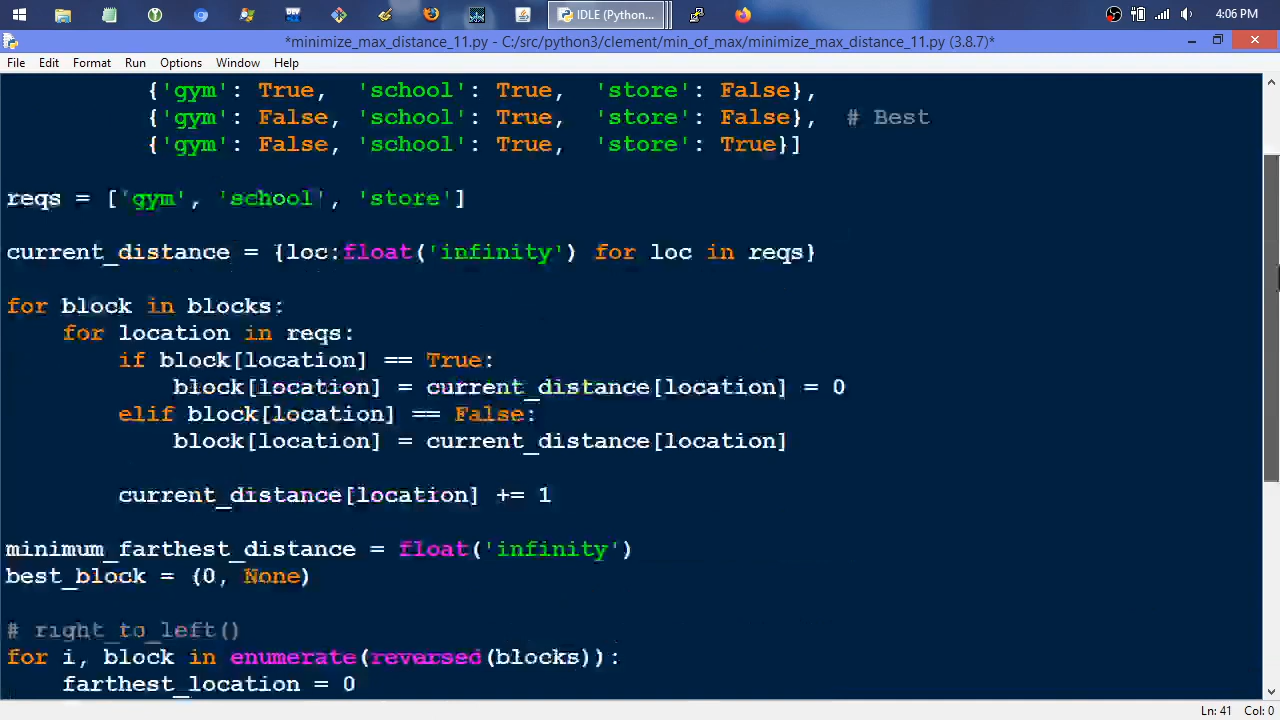 IDLE (Python...
4:06 PM
*minimize_max_distance_11.py - C:/src/python3/clement/min_of_max/minimize_max_distance_11.py (3.8.7)*
File Edit Format Run Options Window Help
{'gym': True, 'school': True, 'store': False},
{'gym': False, 'school': True, 'store': False}, # Best
{'gym': False, 'school': True, 'store': True}]
reqs = ['gym', 'school', 'store']
current_distance = {loc:float('infinity') for loc in reqs}
for block in blocks:
for location in reqs:
if block[location] == True:
block[location] = current_distance[location] = 0
elif block[location] == False:
block[location] = current_distance[location]
current_distance[location] += 1
minimum_farthest_distance = float('infinity')
best_block = (0, None)
# right_to_left()
for i, block in enumerate(reversed(blocks)):
farthest_location = 0
Ln: 41 Col: 0